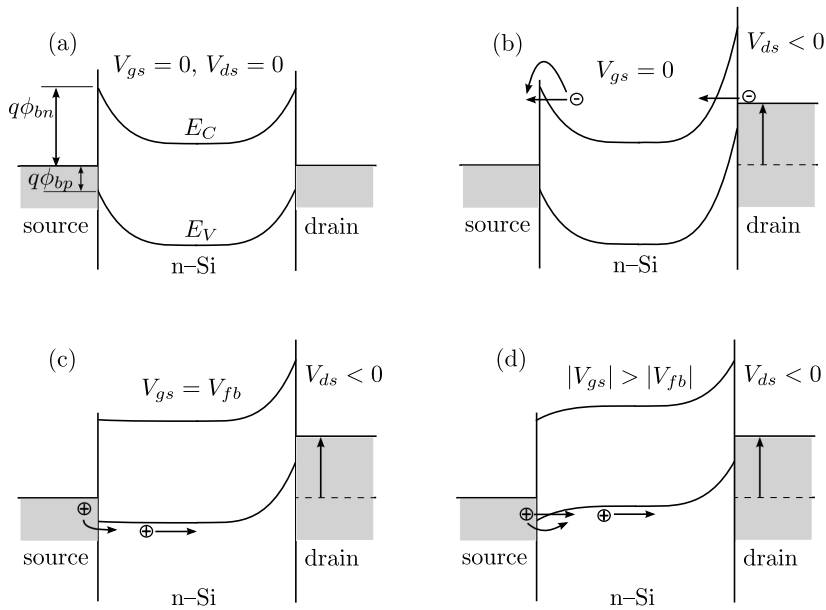 (a)
V_{gs} = 0, V_{ds} = 0
qϕ_{bn}
E_C
qϕ_{bp}
source
E_V
drain
n–Si
(b)
V_{gs} = 0
V_{ds} < 0
source
drain
n–Si
(c)
V_{gs} = V_{fb}
V_{ds} < 0
source
drain
n–Si
(d)
|V_{gs}| > |V_{fb}|
V_{ds} < 0
source
drain
n–Si